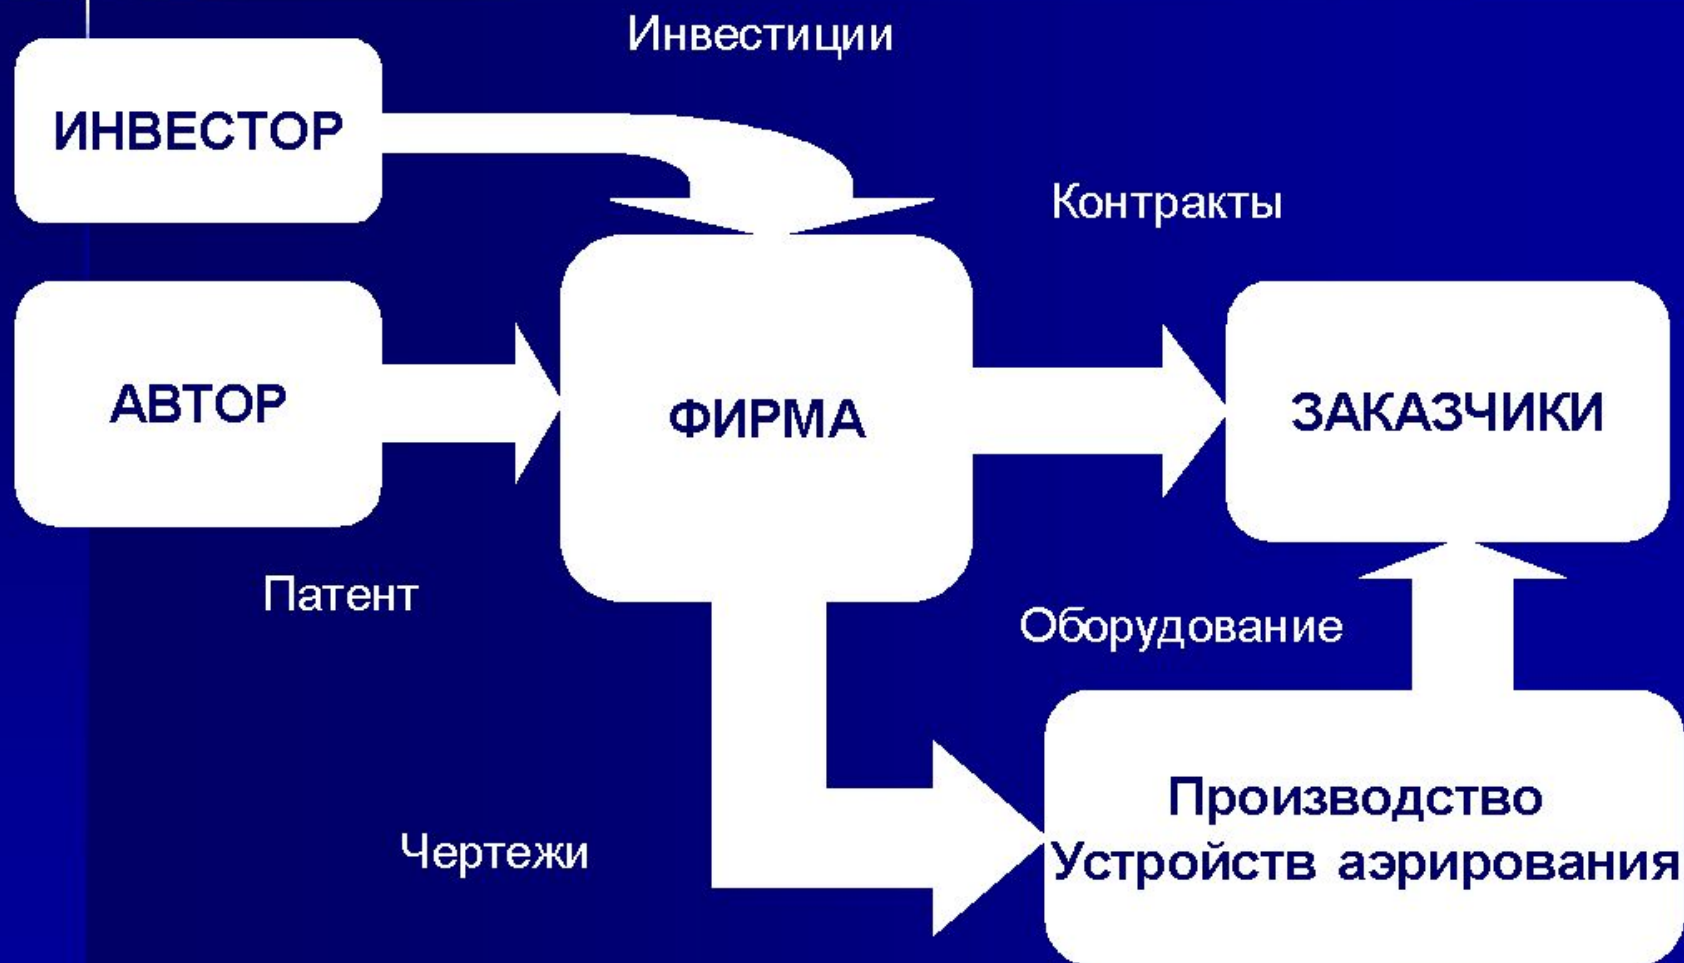 Инвестиции
ИНВЕСТОР
Контракты
АВТОР
ФИРМА
ЗАКАЗЧИКИ
Патент
Оборудование
Чертежи
Производство
Устройств аэрирования